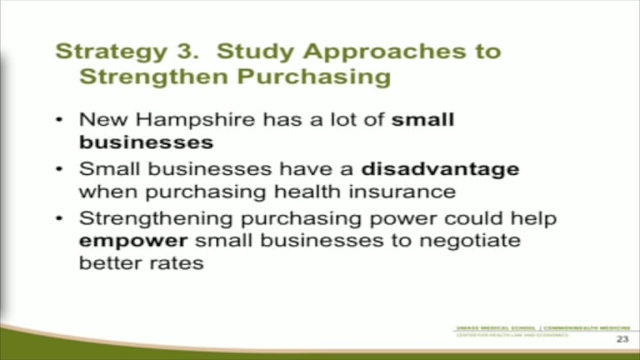 Strategy 3. Study Approaches to
Strengthen Purchasing
• New Hampshire has a lot of small
businesses
• Small businesses have a disadvantage
when purchasing health insurance
• Strengthening purchasing power could help
empower small businesses to negotiate
better rates
UMASS MEDICAL SCHOOL | COMMONWEALTH MEDICINE
CENTER FOR HEALTH LAW AND ECONOMICS
23